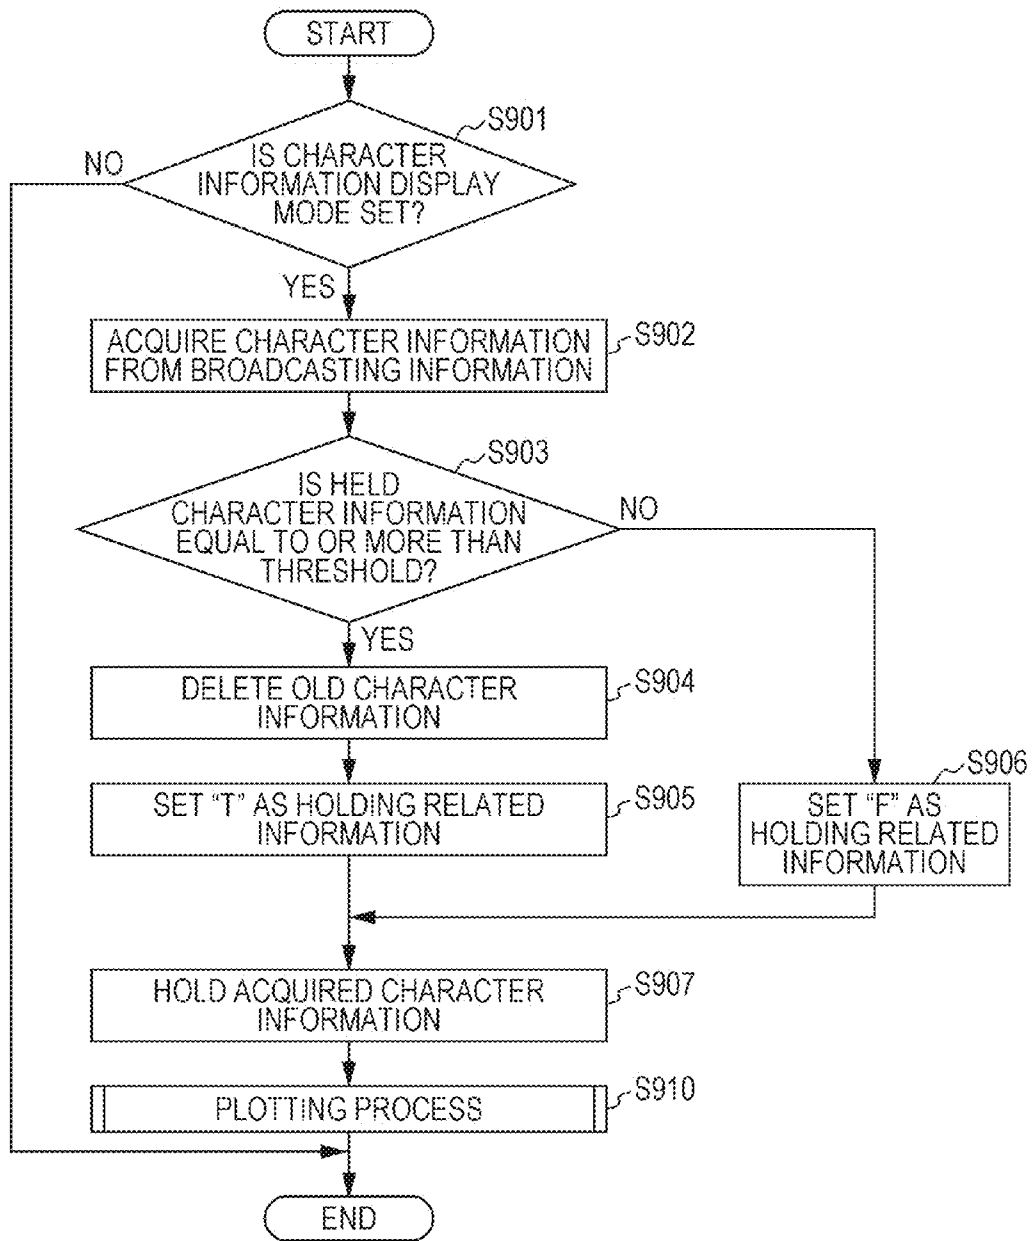 START
S901
NO
IS CHARACTER
INFORMATION DISPLAY
MODE SET?
YES
ACQUIRE CHARACTER INFORMATION
FROM BROADCASTING INFORMATION
S902
S903
IS HELD
CHARACTER INFORMATION
EQUAL TO OR MORE THAN
THRESHOLD?
NO
YES
DELETE OLD CHARACTER
INFORMATION
S904
SET “T” AS HOLDING RELATED
INFORMATION
S905
S906
SET “F” AS
HOLDING RELATED
INFORMATION
HOLD ACQUIRED CHARACTER
INFORMATION
S907
PLOTTING PROCESS
S910
END